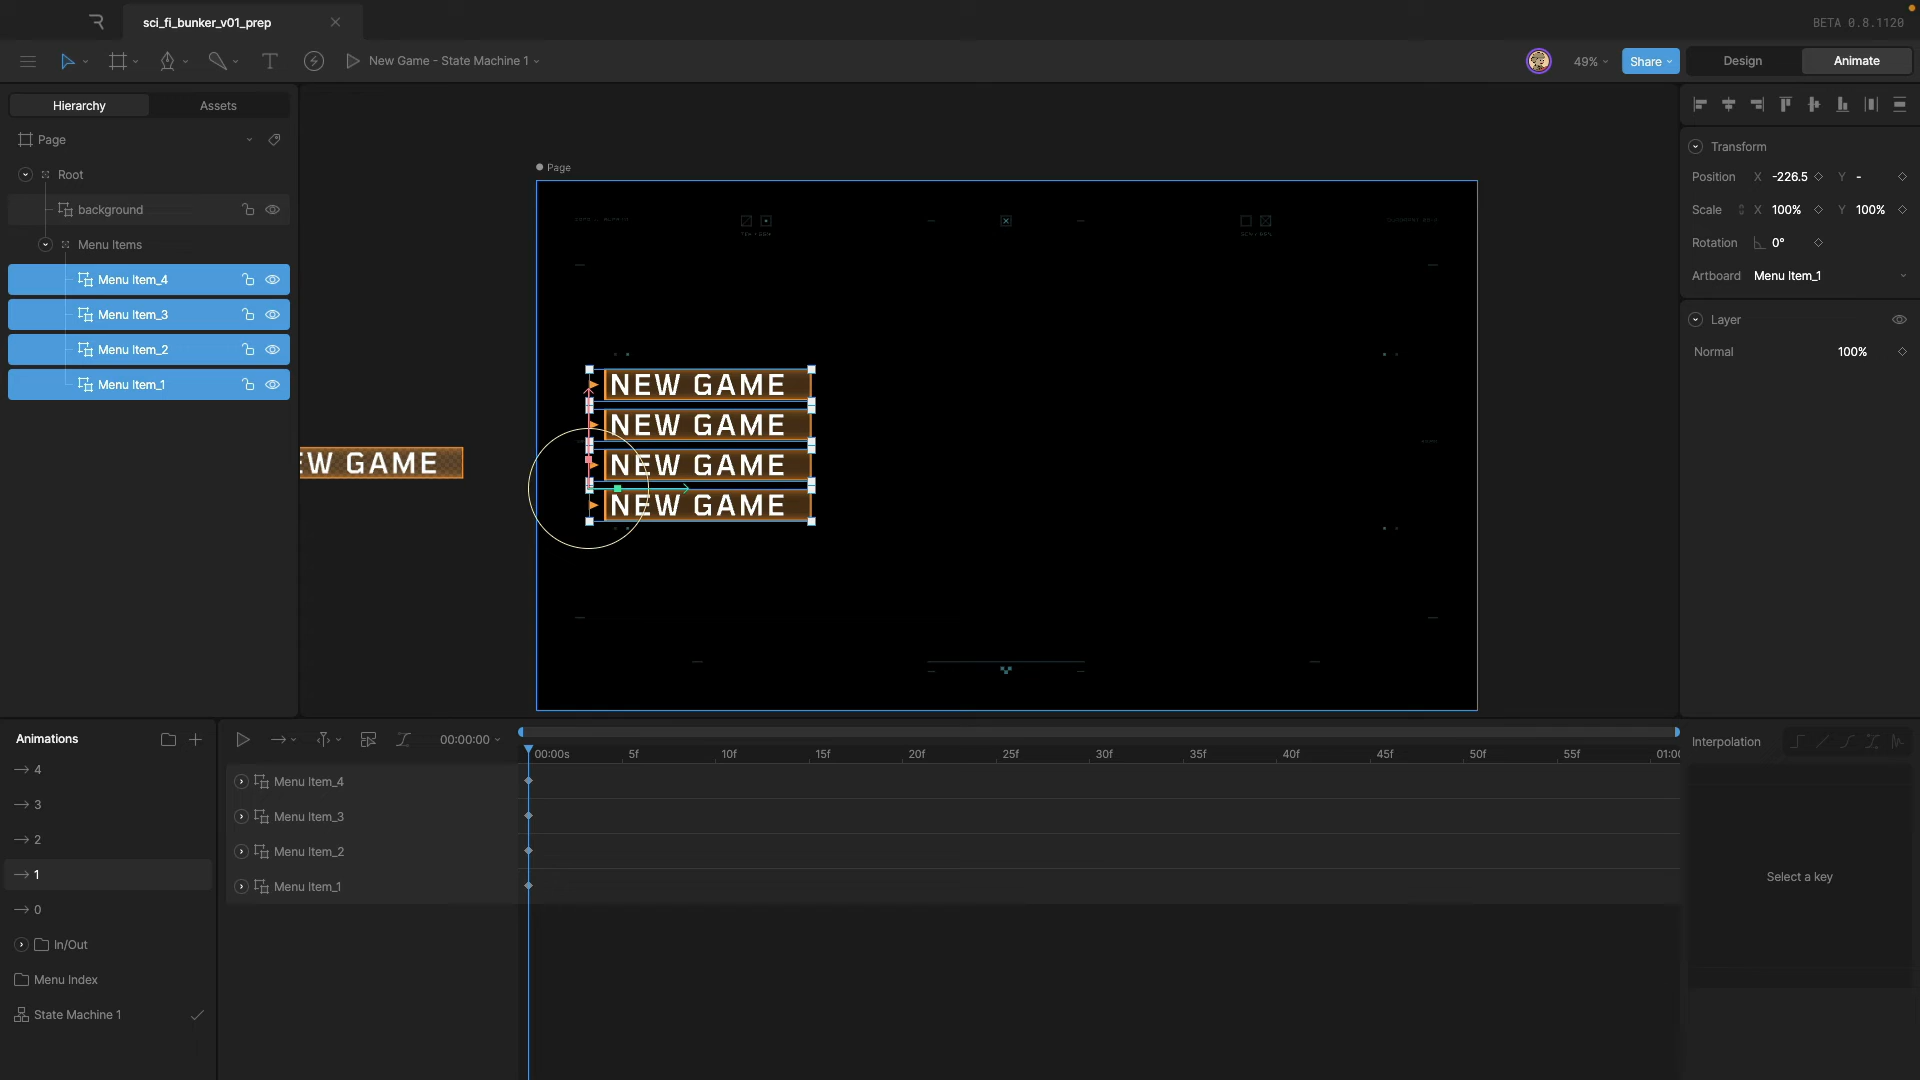 sci_fi_bunker_v01_prep
BETA 0.8.1120
New Game - State Machine 1
49%
Share
Design
Animate
Hierarchy
Assets
Page
Root
background
Menu Items
Menu Item_4
Menu Item_3
Menu Item_2
Menu Item_1
Page
EW GAME
NEW GAME
NEW GAME
NEW GAME
NEW GAME
Transform
Position X -226.5 Y -
Scale X 100% Y 100%
Rotation 0°
Artboard Menu Item_1
Layer
Normal 100%
Animations
4
3
2
1
0
In/Out
Menu Index
State Machine 1
00:00:00
00:00s 5f 10f 15f 20f 25f 30f 35f 40f 45f 50f 55f 01:00
Menu Item_4
Menu Item_3
Menu Item_2
Menu Item_1
Interpolation
Select a key